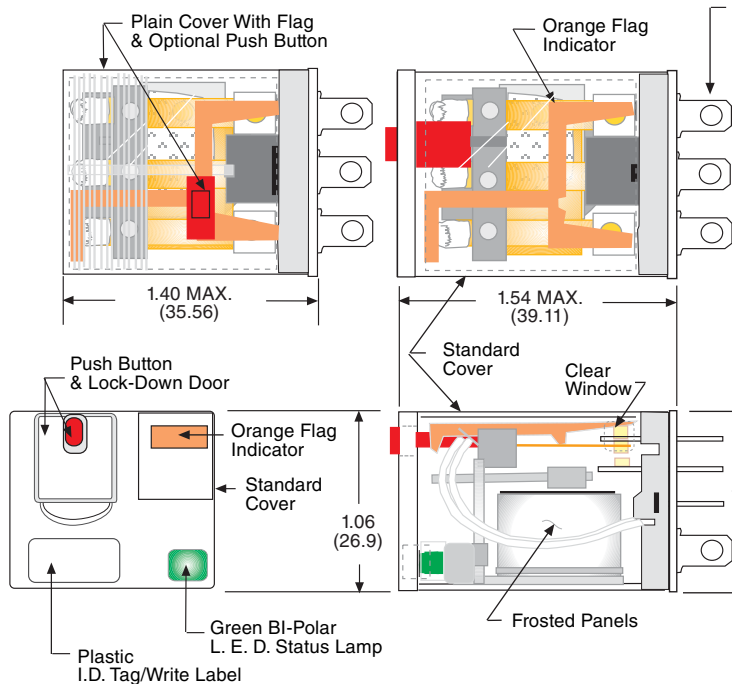 Plain Cover With Flag
& Optional Push Button
Orange Flag
Indicator
1.40 MAX.
(35.56)
1.54 MAX.
(39.11)
Push Button
& Lock-Down Door
Standard
Cover
Clear
Window
Orange Flag
Indicator
Standard
Cover
1.06
(26.9)
Green BI-Polar
L. E. D. Status Lamp
Frosted Panels
Plastic
I.D. Tag/Write Label